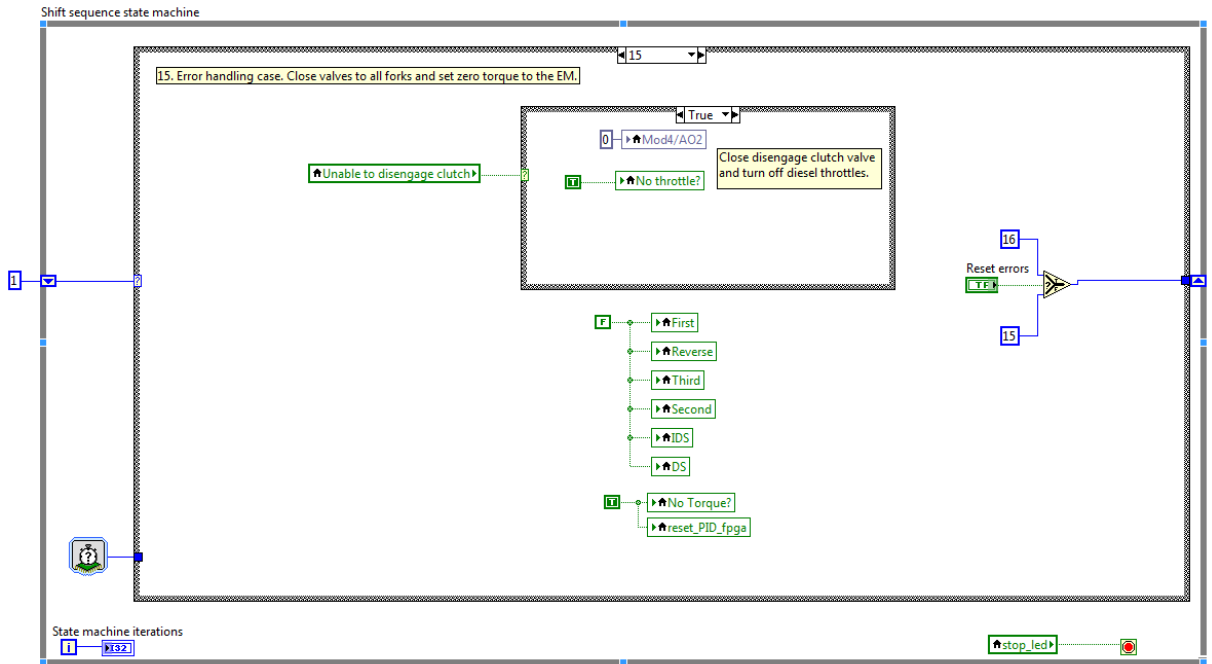 Shift sequence state machine
15
15. Error handling case. Close valves to all forks and set zero torque to the EM.
True
0
Mod4/AO2
Close disengage clutch valve
and turn off diesel throttles.
Unable to disengage clutch
?
T
No throttle?
16
Reset errors
TF
?
T
F
15
1
?
F
First
Reverse
Third
Second
IDS
DS
T
No Torque?
reset_PID_fpga
?
State machine iterations
i
I32
stop_led